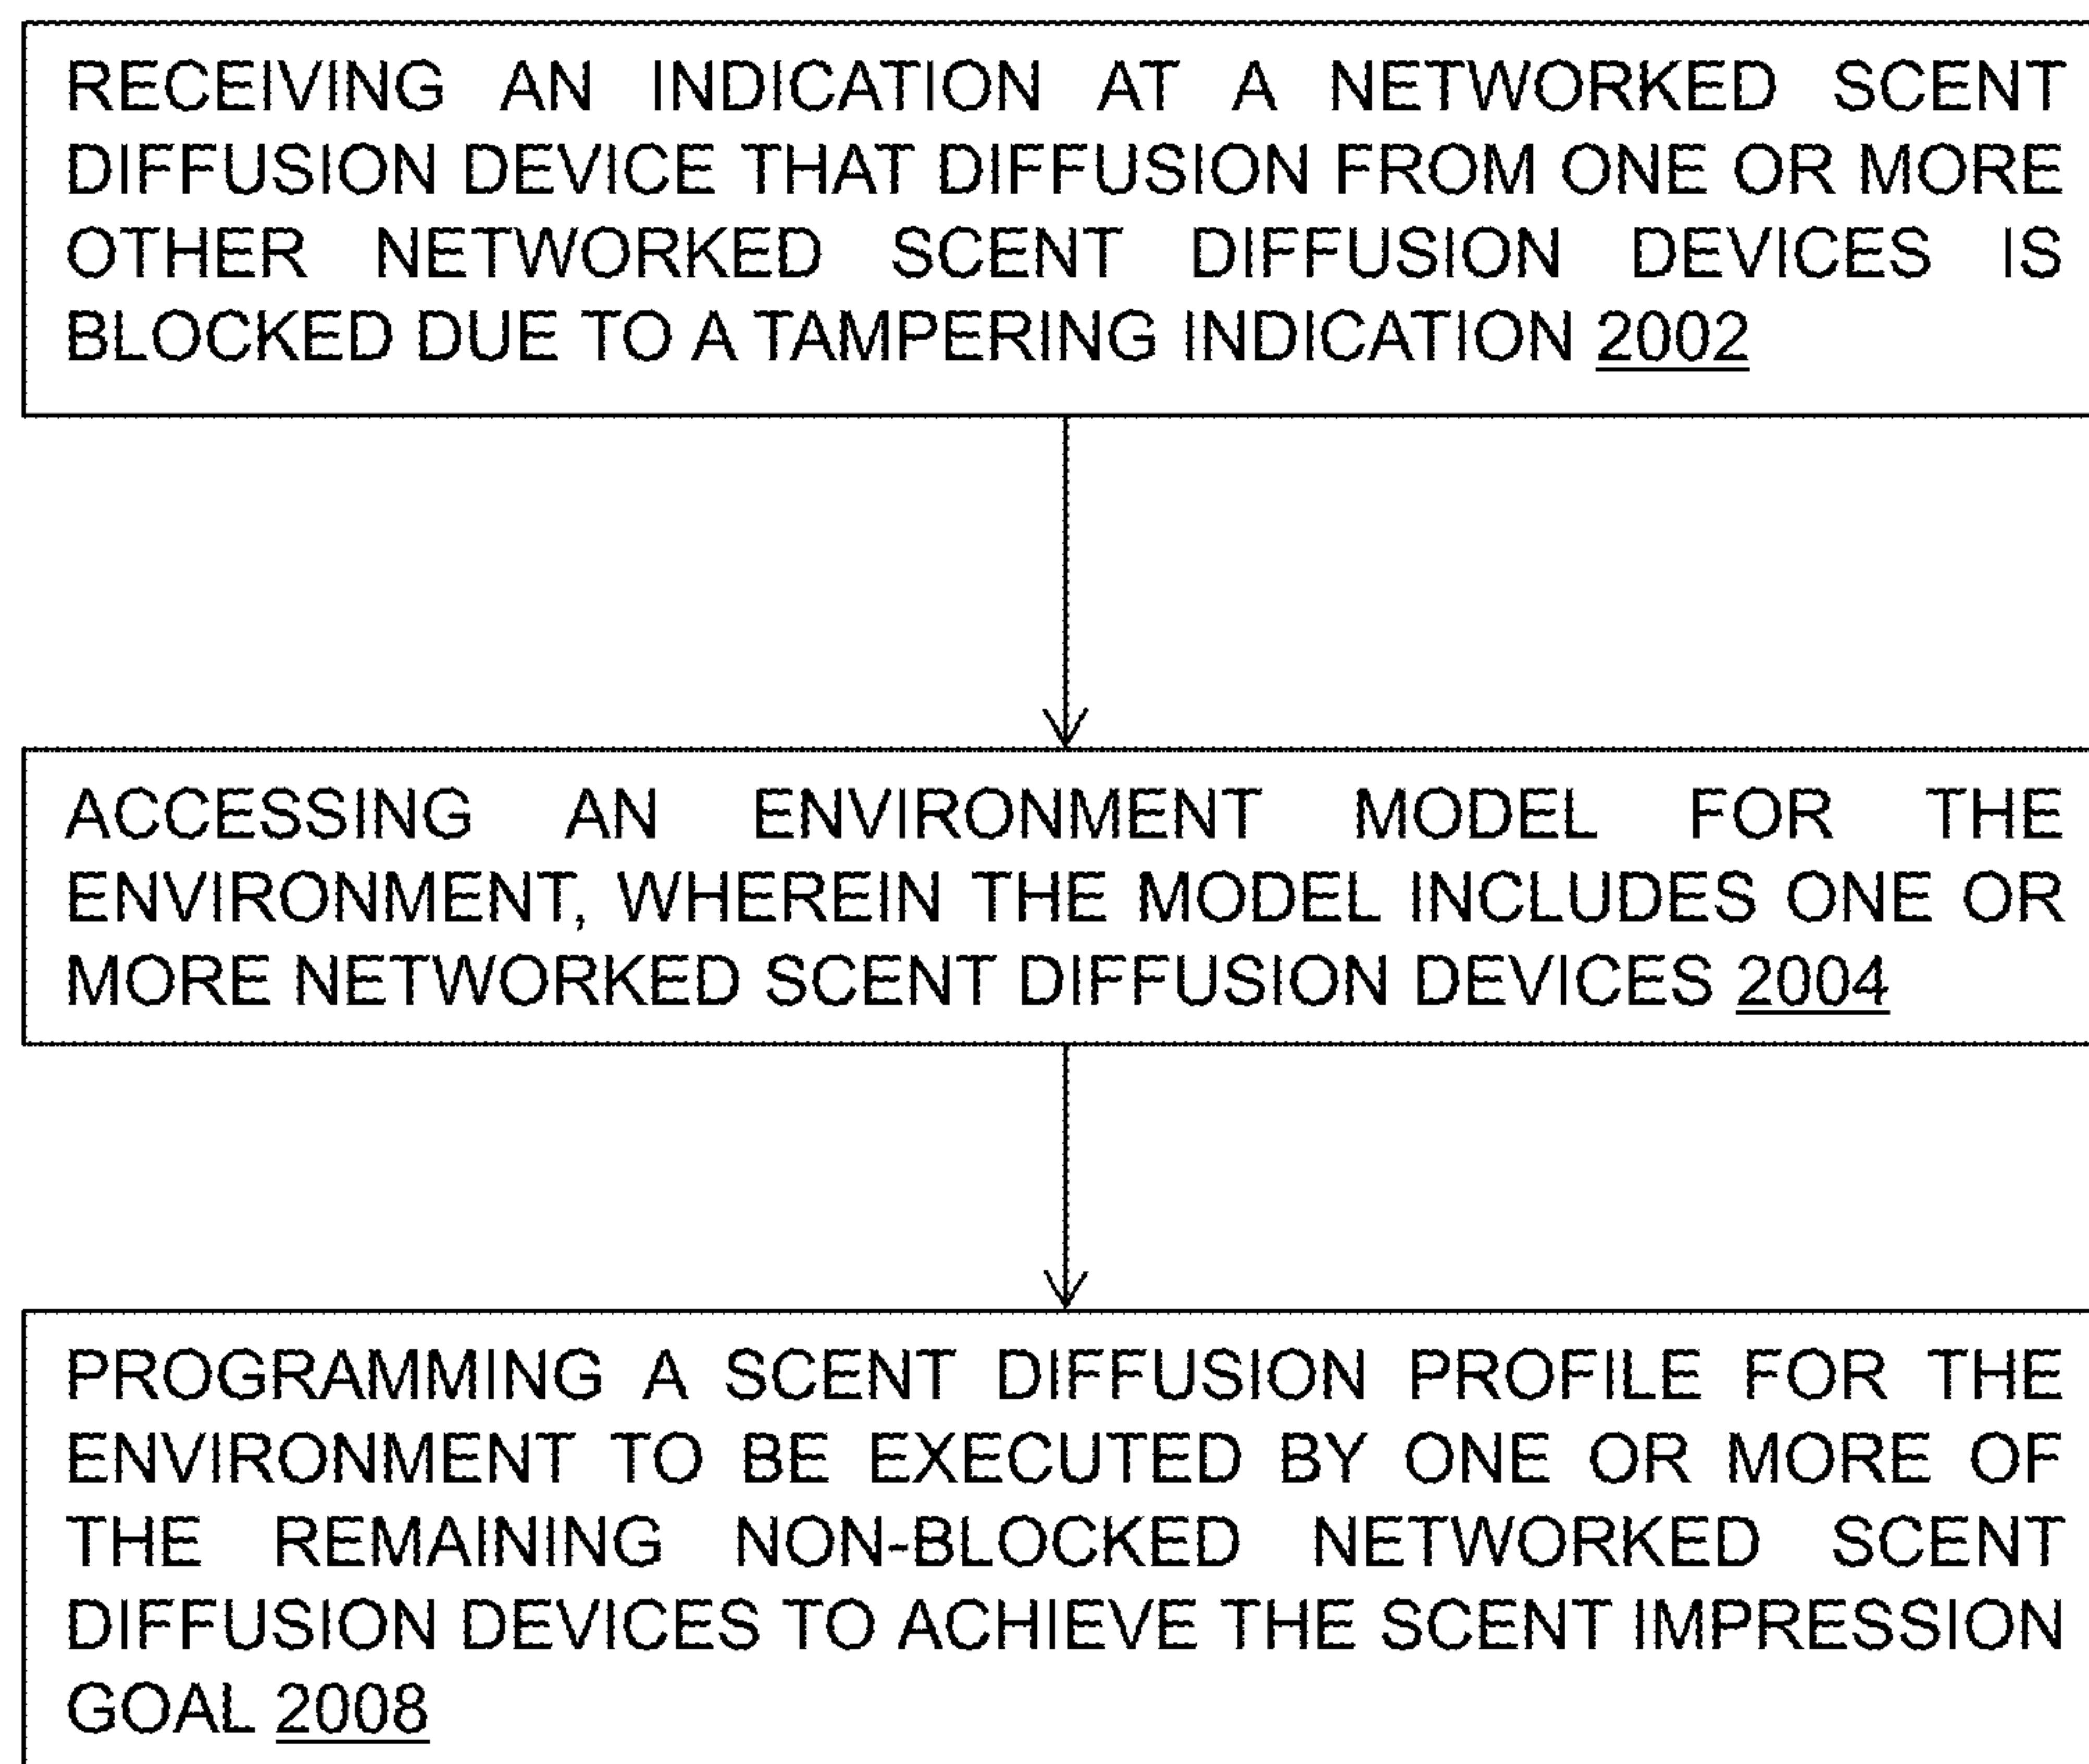 RECEIVING AN INDICATION AT A NETWORKED SCENT
DIFFUSION DEVICE THAT DIFFUSION FROM ONE OR MORE
OTHER NETWORKED SCENT DIFFUSION DEVICES IS
BLOCKED DUE TO A TAMPERING INDICATION 2002
ACCESSING AN ENVIRONMENT MODEL FOR THE
ENVIRONMENT, WHEREIN THE MODEL INCLUDES ONE OR
MORE NETWORKED SCENT DIFFUSION DEVICES 2004
PROGRAMMING A SCENT DIFFUSION PROFILE FOR THE
ENVIRONMENT TO BE EXECUTED BY ONE OR MORE OF
THE REMAINING NON-BLOCKED NETWORKED SCENT
DIFFUSION DEVICES TO ACHIEVE THE SCENT IMPRESSION
GOAL 2008